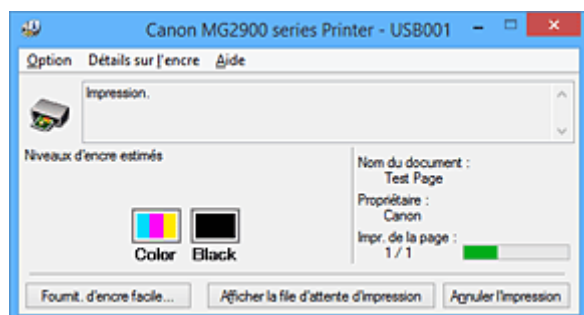 Canon MG2900 series Printer - USB001
Option Détails sur l'encre Aide
Impression.
Niveaux d'encre estimés
Color Black
Nom du document :
Test Page
Propriétaire :
Canon
Impr. de la page :
1 / 1
Fournit. d'encre facile... Afficher la file d'attente d'impression Annuler l'impression